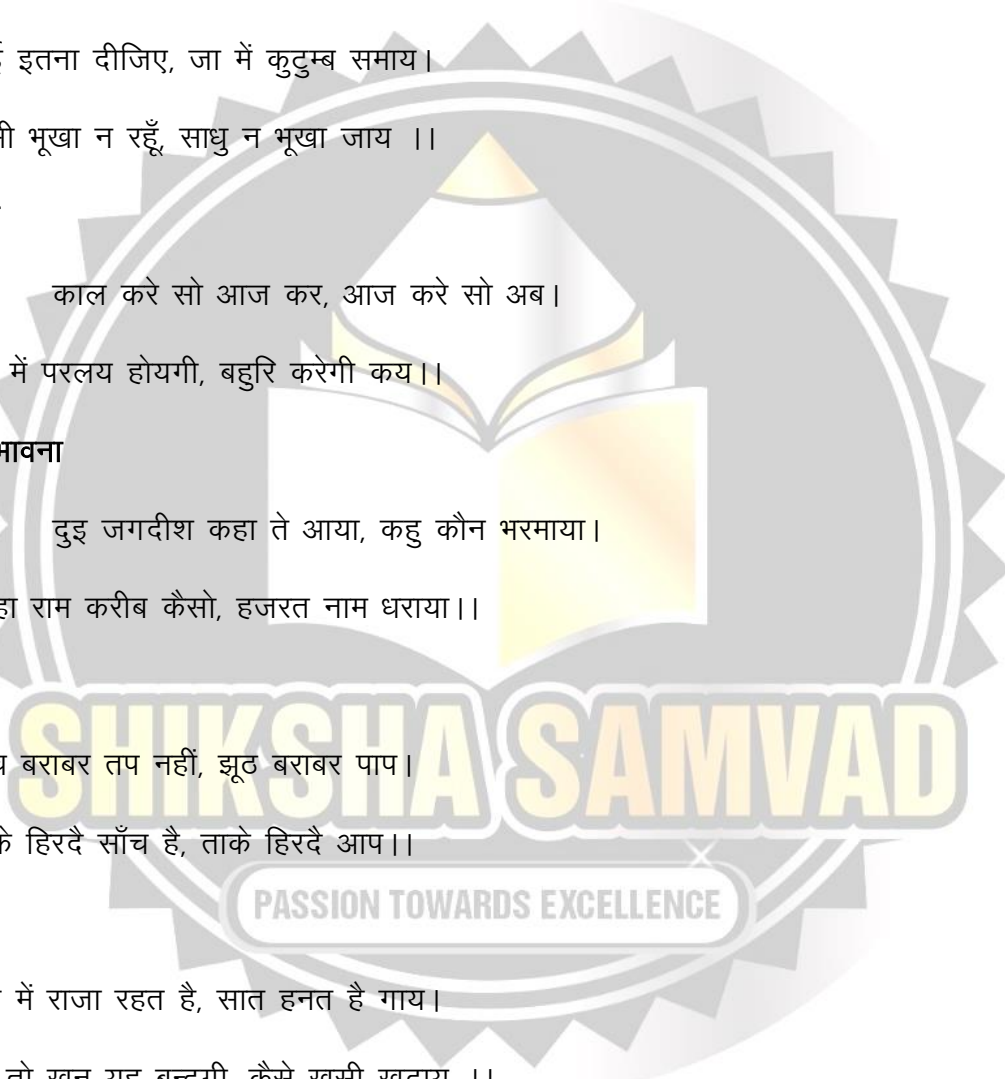 इतना दीजिए, जा में कुटुम्ब समाय।
भूखा न रहूँ, साधु न भूखा जाय ।।
काल करे सो आज कर, आज करे सो अब।
में परलय होयगी, बहुरि करेगी कय।।
दुइ जगदीश कहा ते आया, कहु कौन भरमाया।
राम करीब कैसो, हजरत नाम धराया।।
SHIKSHA SAMVAD
बराबर तप नहीं, झूठ बराबर पाप।
हिरदै साँच है, ताके हिरदै आप।।
PASSION TOWARDS EXCELLENCE
में राजा रहत है, सात हनत है गाय।